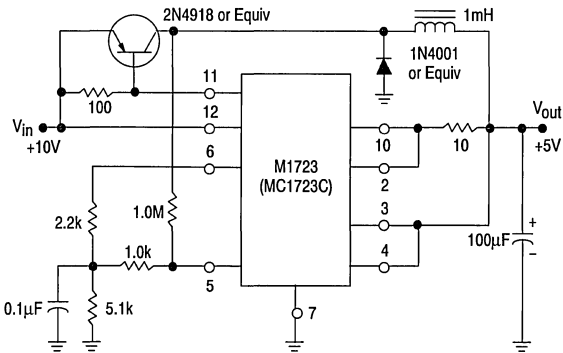 2N4918 or Equiv
1mH
1N4001
or Equiv
11
100
12
Vin
+10V
6
M1723
(MC1723C)
10
2
10
Vout
+5V
3
4
2.2k
1.0M
1.0k
5
0.1μF
5.1k
7
100μF
+
–